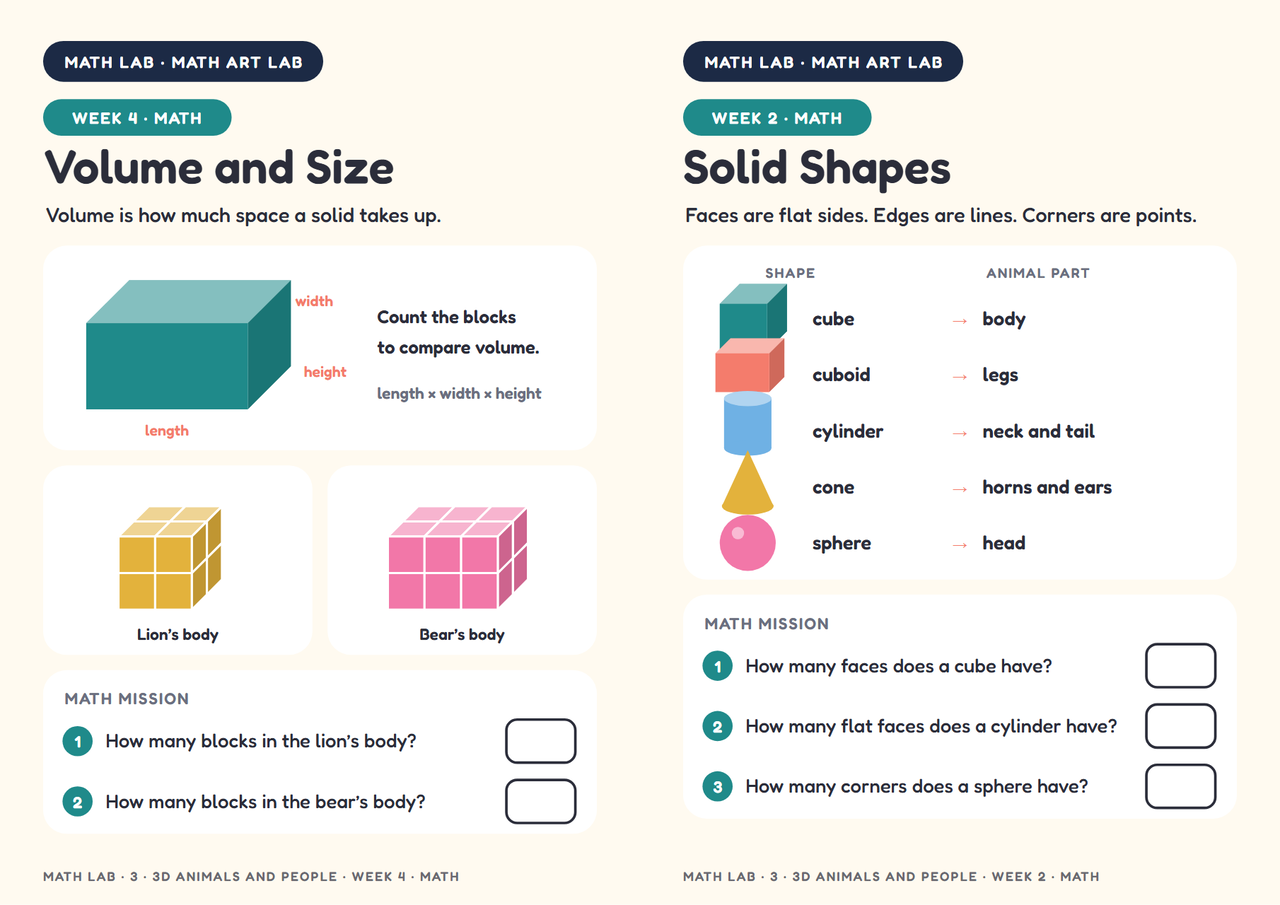 MATH LAB · MATH ART LAB
WEEK 4 · MATH
Volume and Size
Volume is how much space a solid takes up.
width
height
length
Count the blocks
to compare volume.
length × width × height
Lion’s body
Bear’s body
MATH MISSION
1 How many blocks in the lion’s body?
2 How many blocks in the bear’s body?
MATH LAB · 3 · 3D ANIMALS AND PEOPLE · WEEK 4 · MATH
MATH LAB · MATH ART LAB
WEEK 2 · MATH
Solid Shapes
Faces are flat sides. Edges are lines. Corners are points.
SHAPE ANIMAL PART
cube → body
cuboid → legs
cylinder → neck and tail
cone → horns and ears
sphere → head
MATH MISSION
1 How many faces does a cube have?
2 How many flat faces does a cylinder have?
3 How many corners does a sphere have?
MATH LAB · 3 · 3D ANIMALS AND PEOPLE · WEEK 2 · MATH